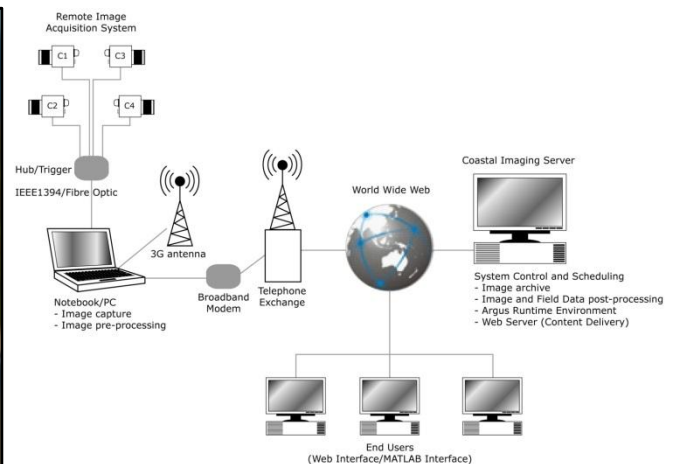 Remote Image
Acquisition System
C1
C3
C2
C4
Hub/Trigger
IEEE1394/Fibre Optic
3G antenna
Notebook/PC
- Image capture
- Image pre-processing
Broadband
Modem
Telephone
Exchange
World Wide Web
Coastal Imaging Server
System Control and Scheduling
- Image archive
- Image and Field Data post-processing
- Argus Runtime Environment
- Web Server (Content Delivery)
End Users
(Web Interface/MATLAB Interface)